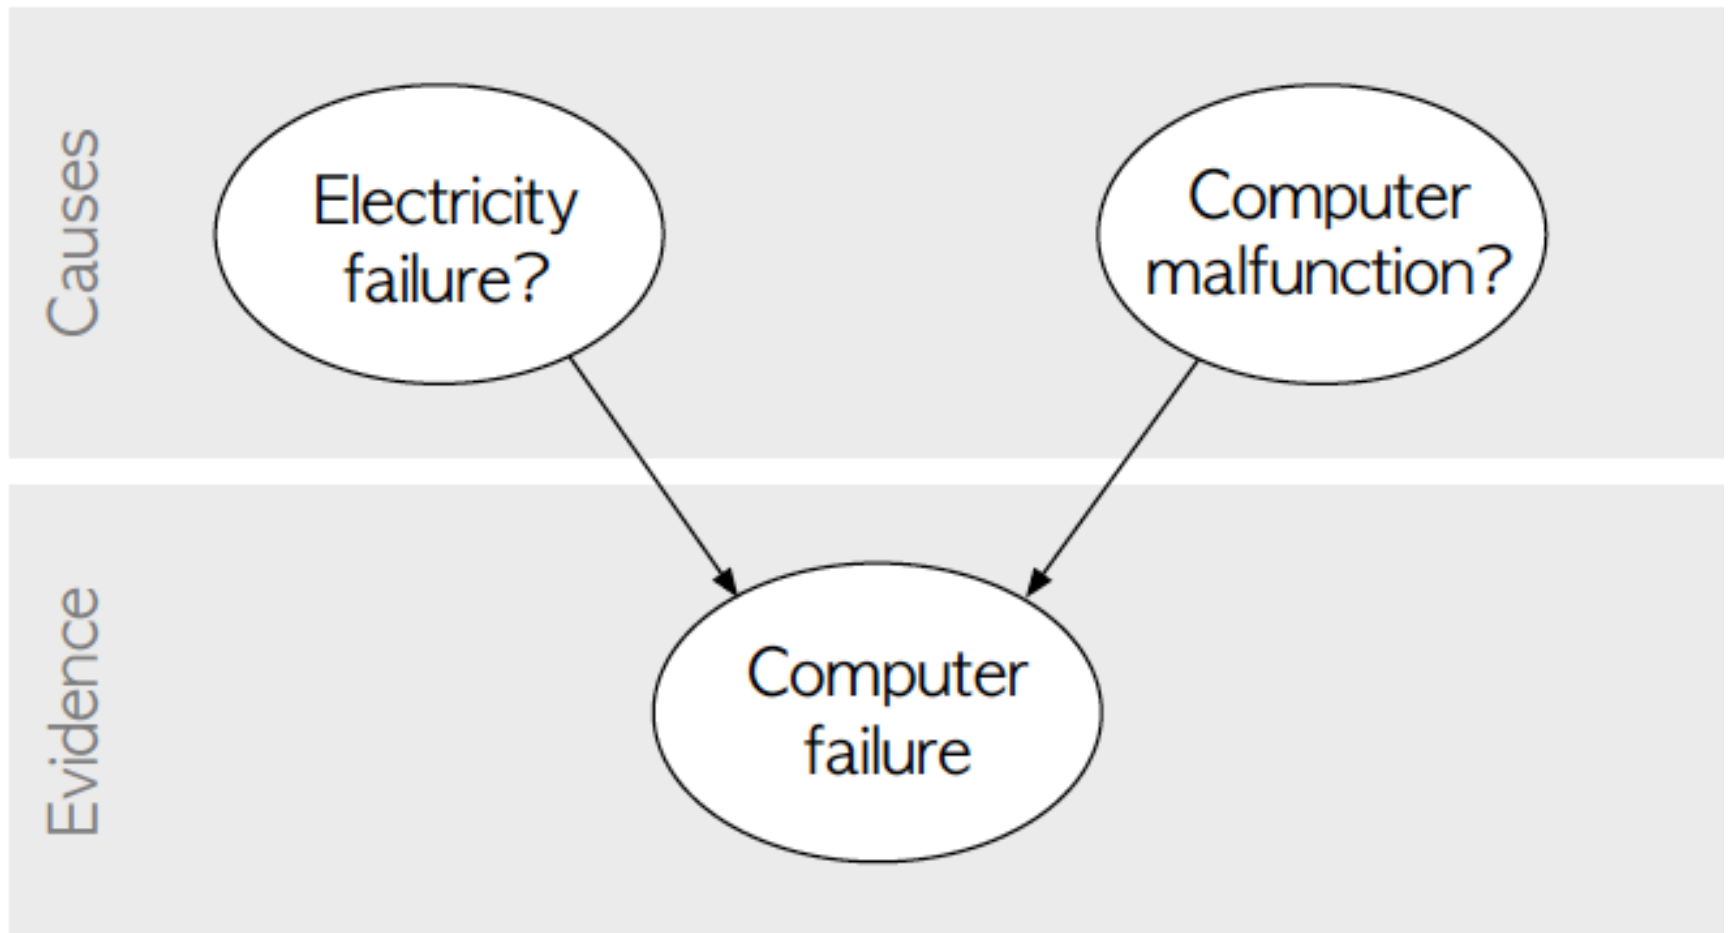 Causes
Electricity
failure?
Computer
malfunction?
Evidence
Computer
failure